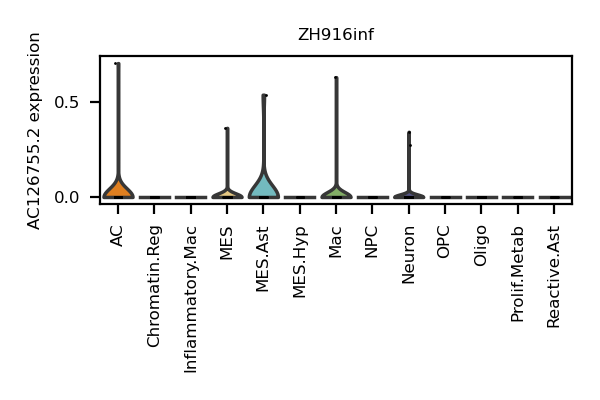 ZH916inf
AC126755.2 expression
0.5
0.0
AC
Chromatin.Reg
Inflammatory.Mac
MES
MES.Ast
MES.Hyp
Mac
NPC
Neuron
OPC
Oligo
Prolif.Metab
Reactive.Ast